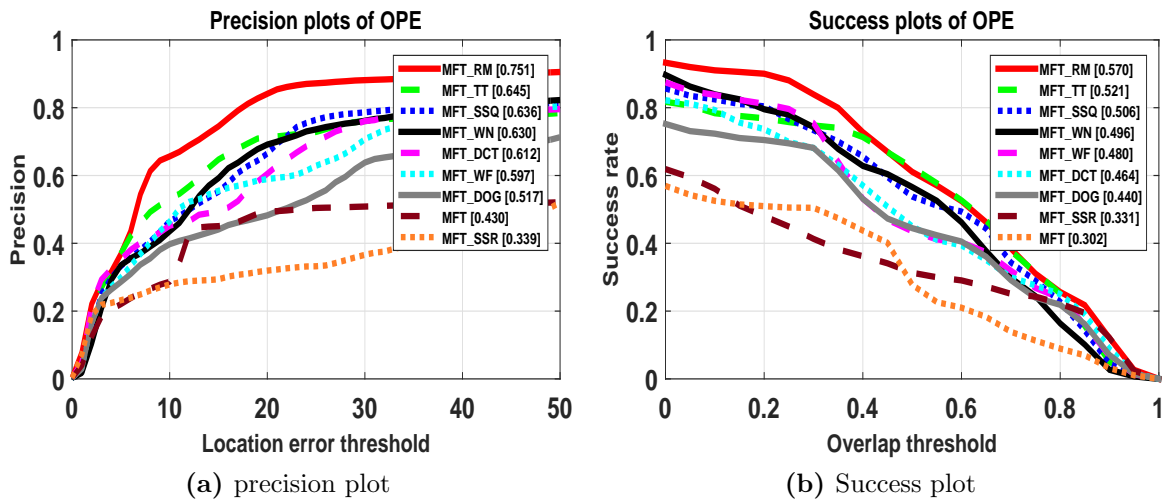 Precision plots of OPE
1
0.8
0.6
0.4
0.2
0
Precision
MFT_RM [0.751]
MFT_TT [0.645]
MFT_SSQ [0.636]
MFT_WN [0.630]
MFT_DCT [0.612]
MFT_WF [0.597]
MFT_DOG [0.517]
MFT [0.430]
MFT_SSR [0.339]
0 10 20 30 40 50
Location error threshold
(a) precision plot
Success plots of OPE
1
0.8
0.6
0.4
0.2
0
Success rate
MFT_RM [0.570]
MFT_TT [0.521]
MFT_SSQ [0.506]
MFT_WN [0.496]
MFT_WF [0.480]
MFT_DCT [0.464]
MFT_DOG [0.440]
MFT_SSR [0.331]
MFT [0.302]
0 0.2 0.4 0.6 0.8 1
Overlap threshold
(b) Success plot